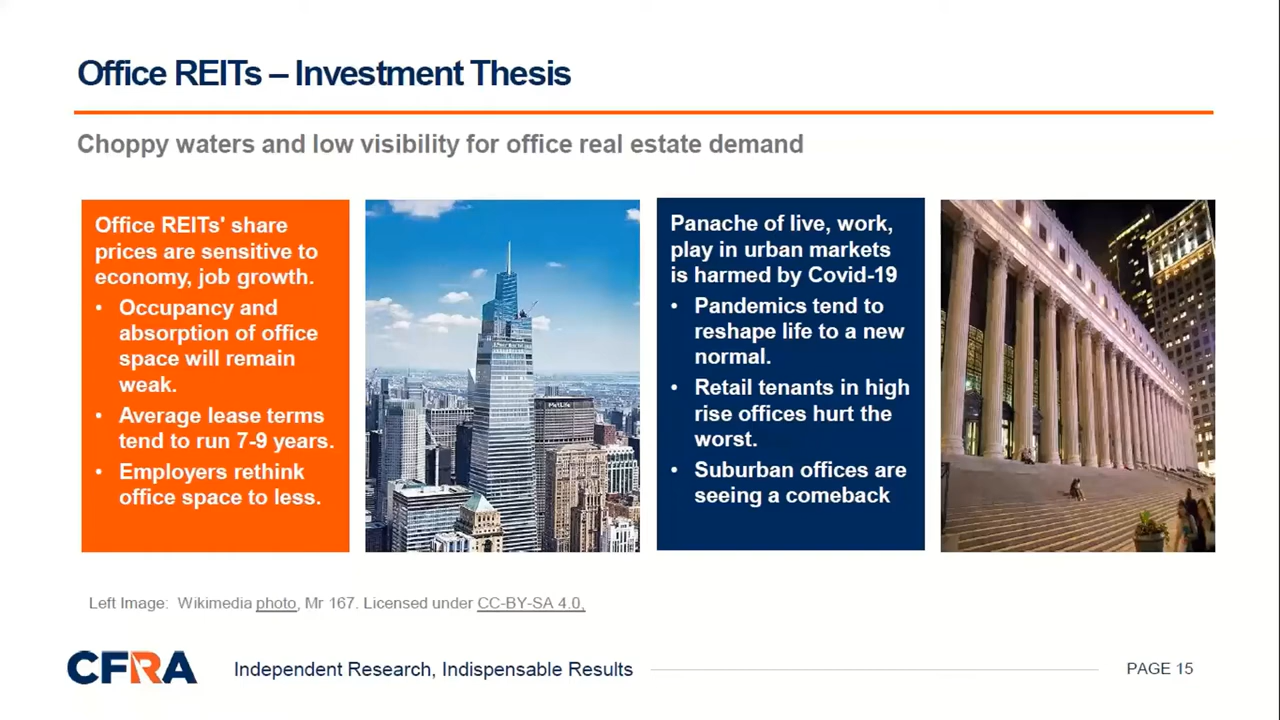 Office REITs – Investment Thesis
Choppy waters and low visibility for office real estate demand
Office REITs' share
prices are sensitive to
economy, job growth.
• Occupancy and
absorption of office
space will remain
weak.
• Average lease terms
tend to run 7-9 years.
• Employers rethink
office space to less.
MetLife
Panache of live, work,
play in urban markets
is harmed by Covid-19
• Pandemics tend to
reshape life to a new
normal.
• Retail tenants in high
rise offices hurt the
worst.
• Suburban offices are
seeing a comeback
Left Image: Wikimedia photo, Mr 167. Licensed under CC-BY-SA 4.0,
CFRA
Independent Research, Indispensable Results
PAGE 15